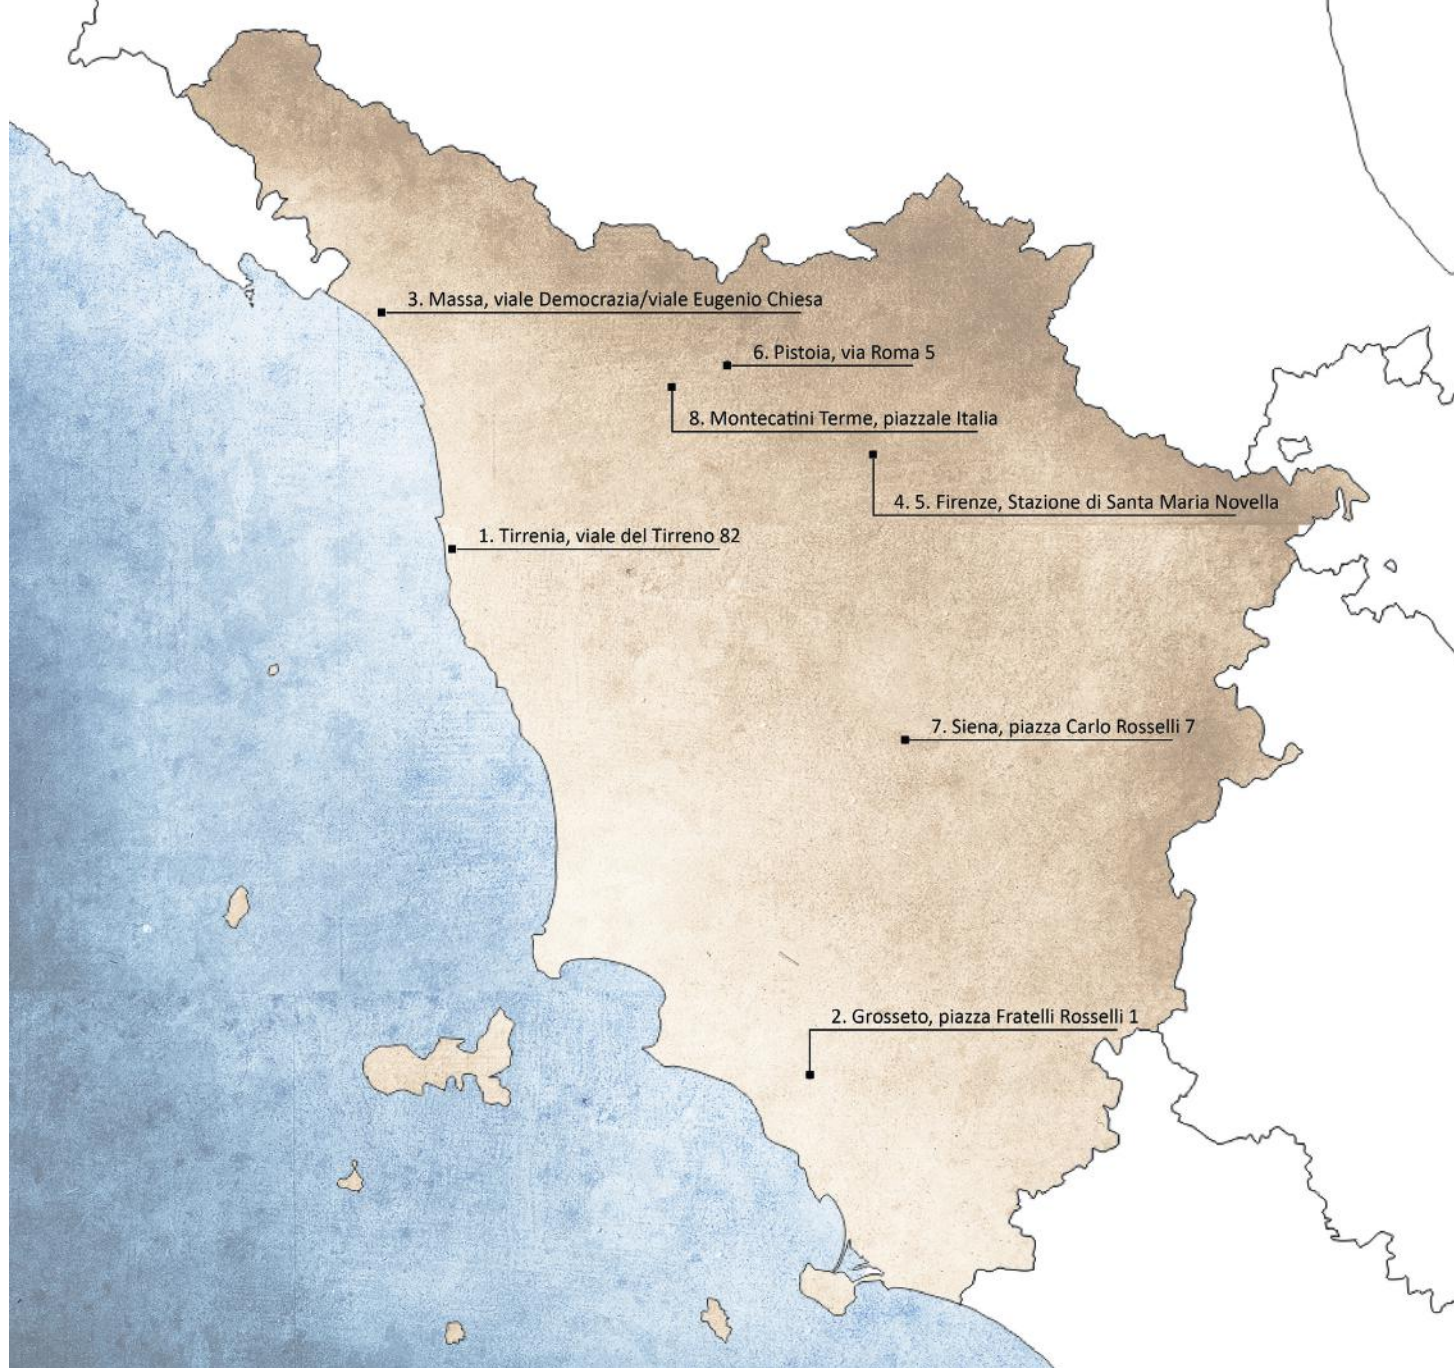 3. Massa, viale Democrazia/viale Eugenio Chiesa
6. Pistoia, via Roma 5
8. Montecatini Terme, piazzale Italia
4. 5. Firenze, Stazione di Santa Maria Novella
1. Tirrenia, viale del Tirreno 82
7. Siena, piazza Carlo Rosselli 7
2. Grosseto, piazza Fratelli Rosselli 1